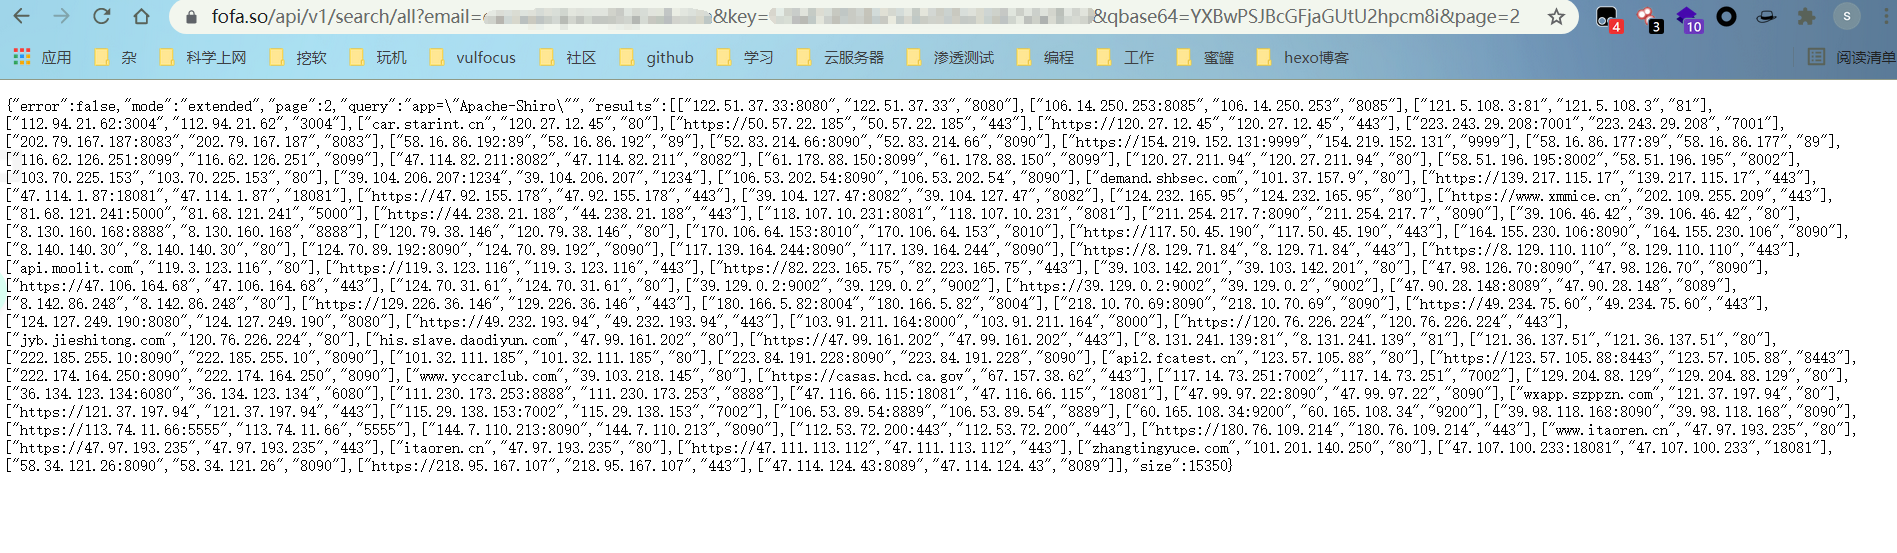 fofa.so/api/v1/search/all?email= &key= &qbase64=YXBwPSJBcGFjaGUtU2hpcm8i&page=2
4
3
10
S
应用 杂 科学上网 挖软 玩机 vulfocus 社区 github 学习 云服务器 渗透测试 编程 工作 蜜罐 hexo博客 阅读清单
{"error":false,"mode":"extended","page":2,"query":"app=\"Apache-Shiro\"","results":[["122.51.37.33:8080","122.51.37.33","8080"],["106.14.250.253:8085","106.14.250.253","8085"],["121.5.108.3:81","121.5.108.3","81"],
["112.94.21.62:3004","112.94.21.62","3004"],["car.starint.cn","120.27.12.45","80"],["https://50.57.22.185","50.57.22.185","443"],["https://120.27.12.45","120.27.12.45","443"],["223.243.29.208:7001","223.243.29.208","7001"],
["202.79.167.187:8083","202.79.167.187","8083"],["58.16.86.192:89","58.16.86.192","89"],["52.83.214.66:8090","52.83.214.66","8090"],["https://154.219.152.131:9999","154.219.152.131","9999"],["58.16.86.177:89","58.16.86.177","89"],
["116.62.126.251:8099","116.62.126.251","8099"],["47.114.82.211:8082","47.114.82.211","8082"],["61.178.88.150:8099","61.178.88.150","8099"],["120.27.211.94","120.27.211.94","80"],["58.51.196.195:8002","58.51.196.195","8002"],
["103.70.225.153","103.70.225.153","80"],["39.104.206.207:1234","39.104.206.207","1234"],["106.53.202.54:8090","106.53.202.54","8090"],["demand.shbsec.com","101.37.157.9","80"],["https://139.217.115.17","139.217.115.17","443"],
["47.114.1.87:18081","47.114.1.87","18081"],["https://47.92.155.178","47.92.155.178","443"],["39.104.127.47:8082","39.104.127.47","8082"],["124.232.165.95","124.232.165.95","80"],["https://www.xmmice.cn","202.109.255.209","443"],
["81.68.121.241:5000","81.68.121.241","5000"],["https://44.238.21.188","44.238.21.188","443"],["118.107.10.231:8081","118.107.10.231","8081"],["211.254.217.7:8090","211.254.217.7","8090"],["39.106.46.42","39.106.46.42","80"],
["8.130.160.168:8888","8.130.160.168","8888"],["120.79.38.146","120.79.38.146","80"],["170.106.64.153:8010","170.106.64.153","8010"],["https://117.50.45.190","117.50.45.190","443"],["164.155.230.106:8090","164.155.230.106","8090"],
["8.140.140.30","8.140.140.30","80"],["124.70.89.192:8090","124.70.89.192","8090"],["117.139.164.244:8090","117.139.164.244","8090"],["https://8.129.71.84","8.129.71.84","443"],["https://8.129.110.110","8.129.110.110","443"],
["api.moolit.com","119.3.123.116","80"],["https://119.3.123.116","119.3.123.116","443"],["https://82.223.165.75","82.223.165.75","443"],["39.103.142.201","39.103.142.201","80"],["47.98.126.70:8090","47.98.126.70","8090"],
["https://47.106.164.68","47.106.164.68","443"],["124.70.31.61","124.70.31.61","80"],["39.129.0.2:9002","39.129.0.2","9002"],["https://39.129.0.2:9002","39.129.0.2","9002"],["47.90.28.148:8089","47.90.28.148","8089"],
["8.142.86.248","8.142.86.248","80"],["https://129.226.36.146","129.226.36.146","443"],["180.166.5.82:8004","180.166.5.82","8004"],["218.10.70.69:8090","218.10.70.69","8090"],["https://49.234.75.60","49.234.75.60","443"],
["124.127.249.190:8080","124.127.249.190","8080"],["https://49.232.193.94","49.232.193.94","443"],["103.91.211.164:8000","103.91.211.164","8000"],["https://120.76.226.224","120.76.226.224","443"],
["jyb.jieshitong.com","120.76.226.224","80"],["his.slave.daodiyun.com","47.99.161.202","80"],["https://47.99.161.202","47.99.161.202","443"],["8.131.241.139:81","8.131.241.139","81"],["121.36.137.51","121.36.137.51","80"],
["222.185.255.10:8090","222.185.255.10","8090"],["101.32.111.185","101.32.111.185","80"],["223.84.191.228:8090","223.84.191.228","8090"],["api2.fcatest.cn","123.57.105.88","80"],["https://123.57.105.88:8443","123.57.105.88","8443"],
["222.174.164.250:8090","222.174.164.250","8090"],["www.yccarclub.com","39.103.218.145","80"],["https://casas.hcd.ca.gov","67.157.38.62","443"],["117.14.73.251:7002","117.14.73.251","7002"],["129.204.88.129","129.204.88.129","80"],
["36.134.123.134:6080","36.134.123.134","6080"],["111.230.173.253:8888","111.230.173.253","8888"],["47.116.66.115:18081","47.116.66.115","18081"],["47.99.97.22:8090","47.99.97.22","8090"],["wxapp.szppzn.com","121.37.197.94","80"],
["https://121.37.197.94","121.37.197.94","443"],["115.29.138.153:7002","115.29.138.153","7002"],["106.53.89.54:8889","106.53.89.54","8889"],["60.165.108.34:9200","60.165.108.34","9200"],["39.98.118.168:8090","39.98.118.168","8090"],
["https://113.74.11.66:5555","113.74.11.66","5555"],["144.7.110.213:8090","144.7.110.213","8090"],["112.53.72.200:443","112.53.72.200","443"],["https://180.76.109.214","180.76.109.214","443"],["www.itaoren.cn","47.97.193.235","80"],
["https://47.97.193.235","47.97.193.235","443"],["itaoren.cn","47.97.193.235","80"],["https://47.111.113.112","47.111.113.112","443"],["zhangtingyuce.com","101.201.140.250","80"],["47.107.100.233:18081","47.107.100.233","18081"],
["58.34.121.26:8090","58.34.121.26","8090"],["https://218.95.167.107","218.95.167.107","443"],["47.114.124.43:8089","47.114.124.43","8089"]],"size":15350}